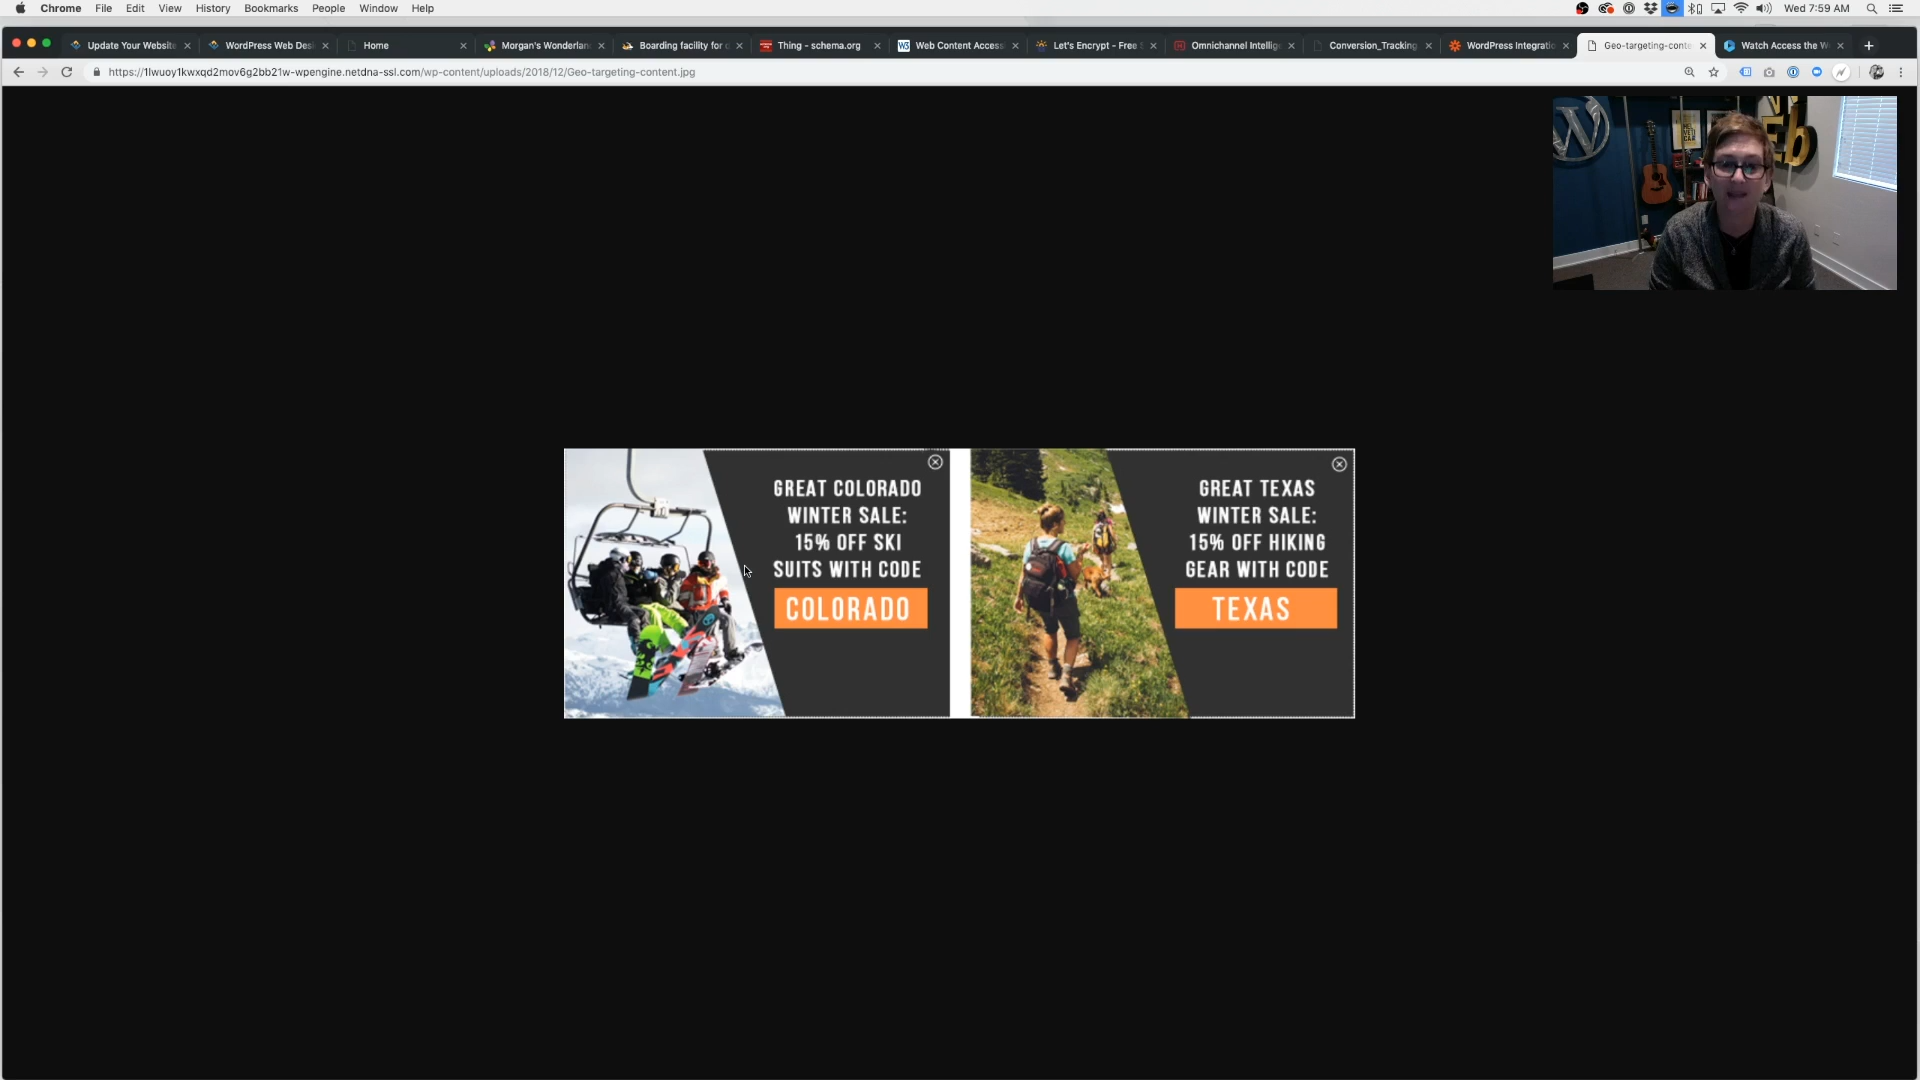 Chrome File Edit View History Bookmarks People Window Help
Wed 7:59 AM
Update Your Website
WordPress Web Des
Home
Morgan's Wonderlan
Boarding facility for d
Thing - schema.org
Web Content Access
Let's Encrypt - Free S
Omnichannel Intellig
Conversion_Tracking
WordPress Integratio
Geo-targeting-conte
Watch Access the W
https://1lwuoy1kwxqd2mov6g2bb21w-wpengine.netdna-ssl.com/wp-content/uploads/2018/12/Geo-targeting-content.jpg
GREAT COLORADO
WINTER SALE:
15% OFF SKI
SUITS WITH CODE
COLORADO
GREAT TEXAS
WINTER SALE:
15% OFF HIKING
GEAR WITH CODE
TEXAS
W
Eb